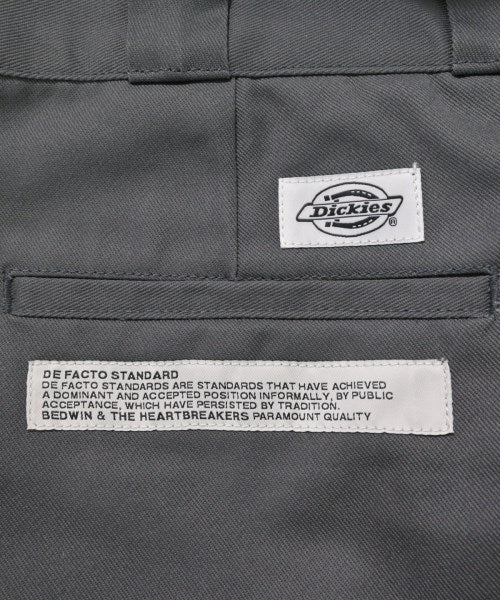 Dickies®
DE FACTO STANDARD
DE FACTO STANDARDS ARE STANDARDS THAT HAVE ACHIEVED
A DOMINANT AND ACCEPTED POSITION INFORMALLY, BY PUBLIC
ACCEPTANCE, WHICH HAVE PERSISTED BY TRADITION.
BEDWIN & THE HEARTBREAKERS PARAMOUNT QUALITY